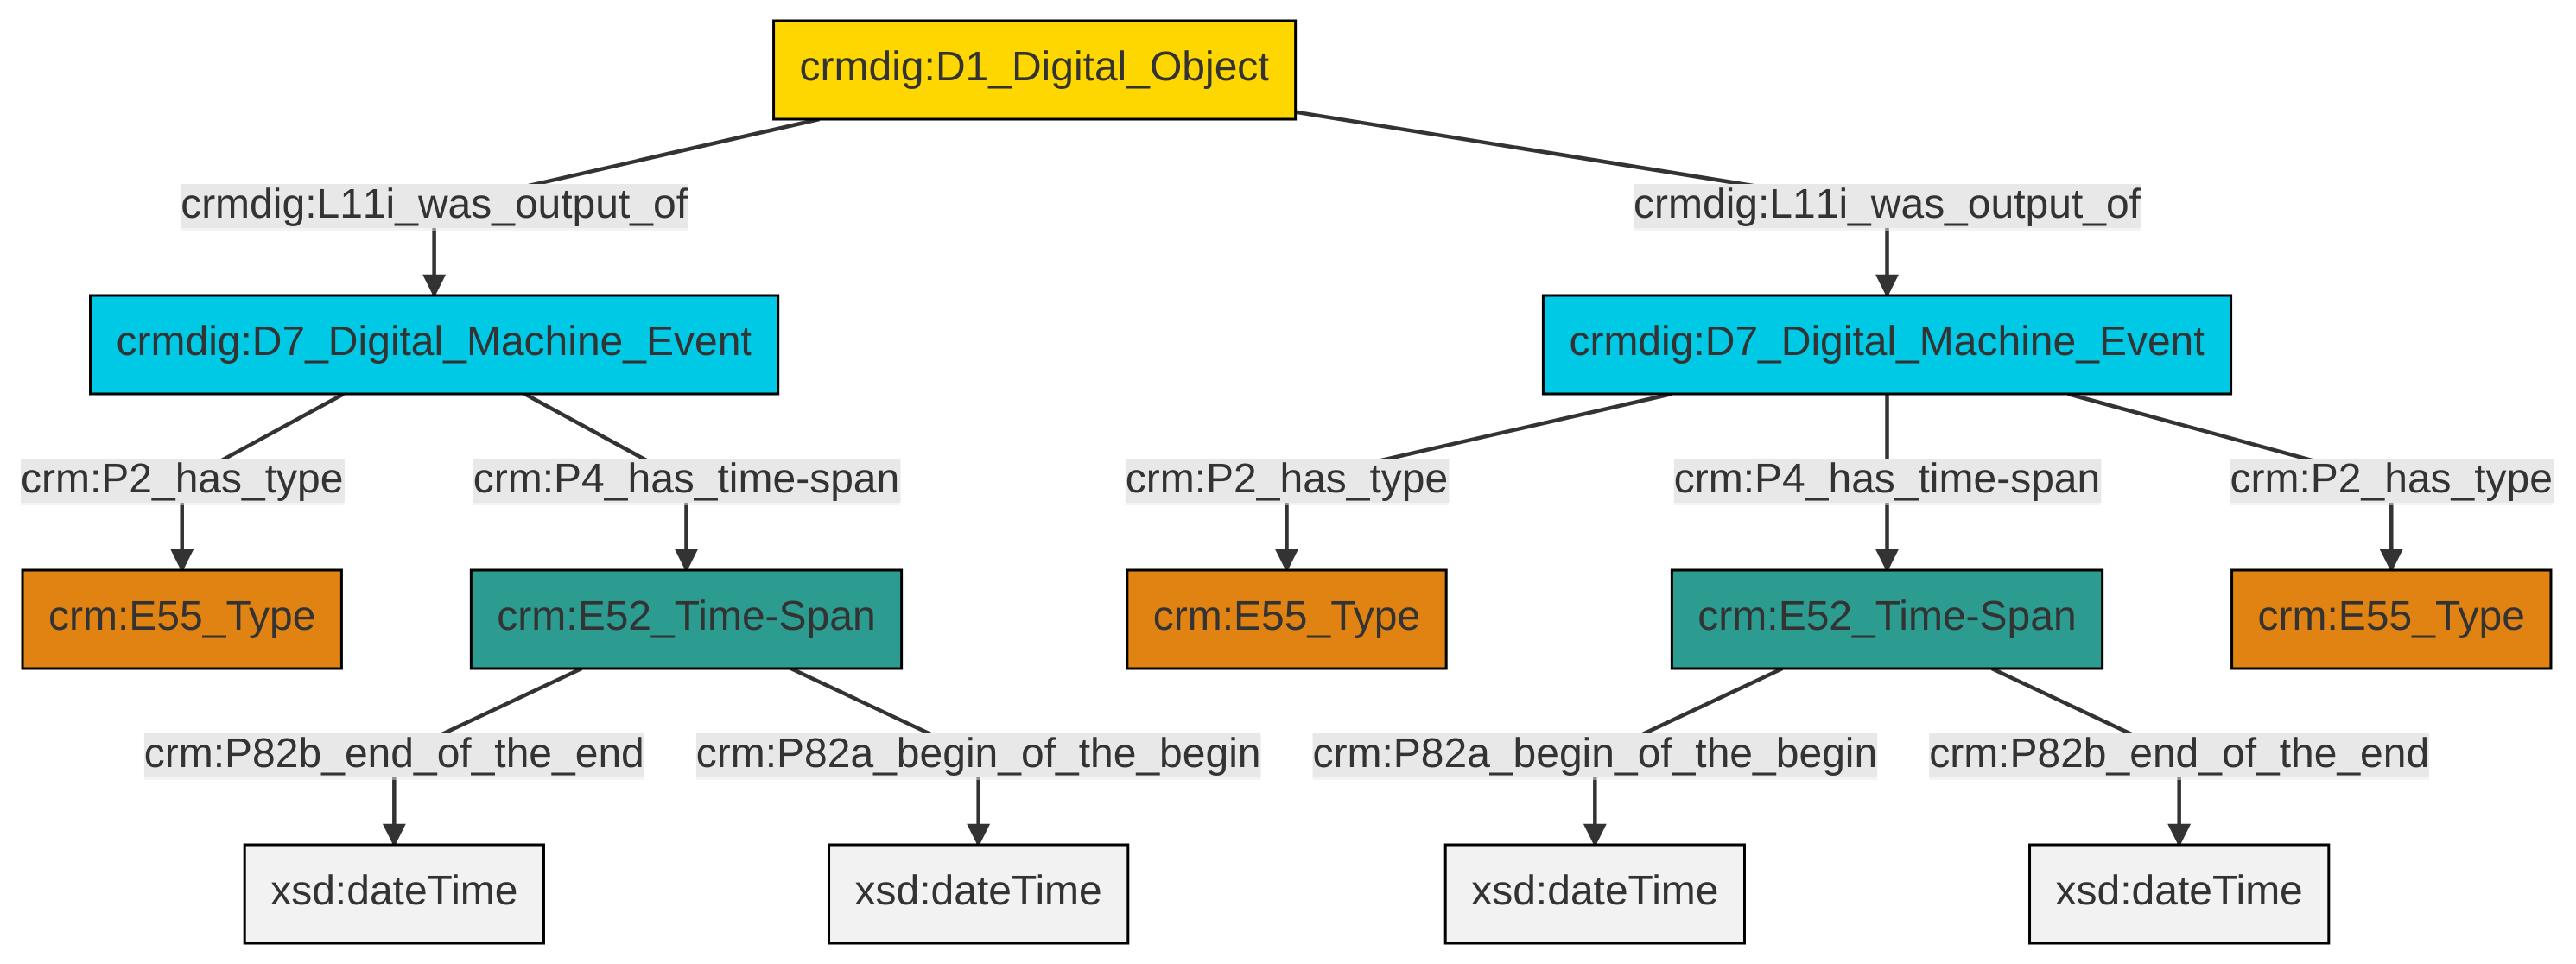 crmdig:D1_Digital_Object
crmdig:L11i_was_output_of
crmdig:L11i_was_output_of
crmdig:D7_Digital_Machine_Event
crmdig:D7_Digital_Machine_Event
crm:P2_has_type
crm:P4_has_time-span
crm:P2_has_type
crm:P4_has_time-span
crm:P2_has_type
crm:E55_Type
crm:E52_Time-Span
crm:E55_Type
crm:E52_Time-Span
crm:E55_Type
crm:P82b_end_of_the_end
crm:P82a_begin_of_the_begin
crm:P82a_begin_of_the_begin
crm:P82b_end_of_the_end
xsd:dateTime
xsd:dateTime
xsd:dateTime
xsd:dateTime